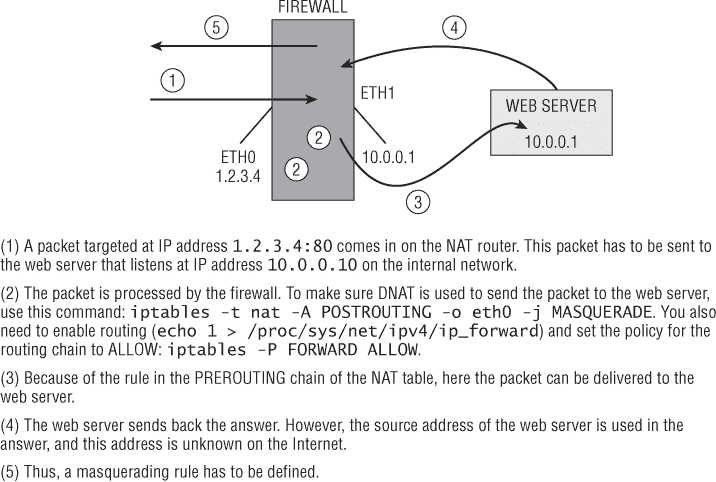 FIREWALL
5
4
1
ETH1
WEB SERVER
10.0.0.1
2
ETH0
1.2.3.4
10.0.0.1
2
3
(1) A packet targeted at IP address 1.2.3.4:80 comes in on the NAT router. This packet has to be sent to
the web server that listens at IP address 10.0.0.10 on the internal network.
(2) The packet is processed by the firewall. To make sure DNAT is used to send the packet to the web server,
use this command: iptables -t nat -A POSTROUTING -o eth0 -j MASQUERADE. You also
need to enable routing (echo 1 > /proc/sys/net/ipv4/ip_forward) and set the policy for the
routing chain to ALLOW: iptables -P FORWARD ALLOW.
(3) Because of the rule in the PREROUTING chain of the NAT table, here the packet can be delivered to the
web server.
(4) The web server sends back the answer. However, the source address of the web server is used in the
answer, and this address is unknown on the Internet.
(5) Thus, a masquerading rule has to be defined.